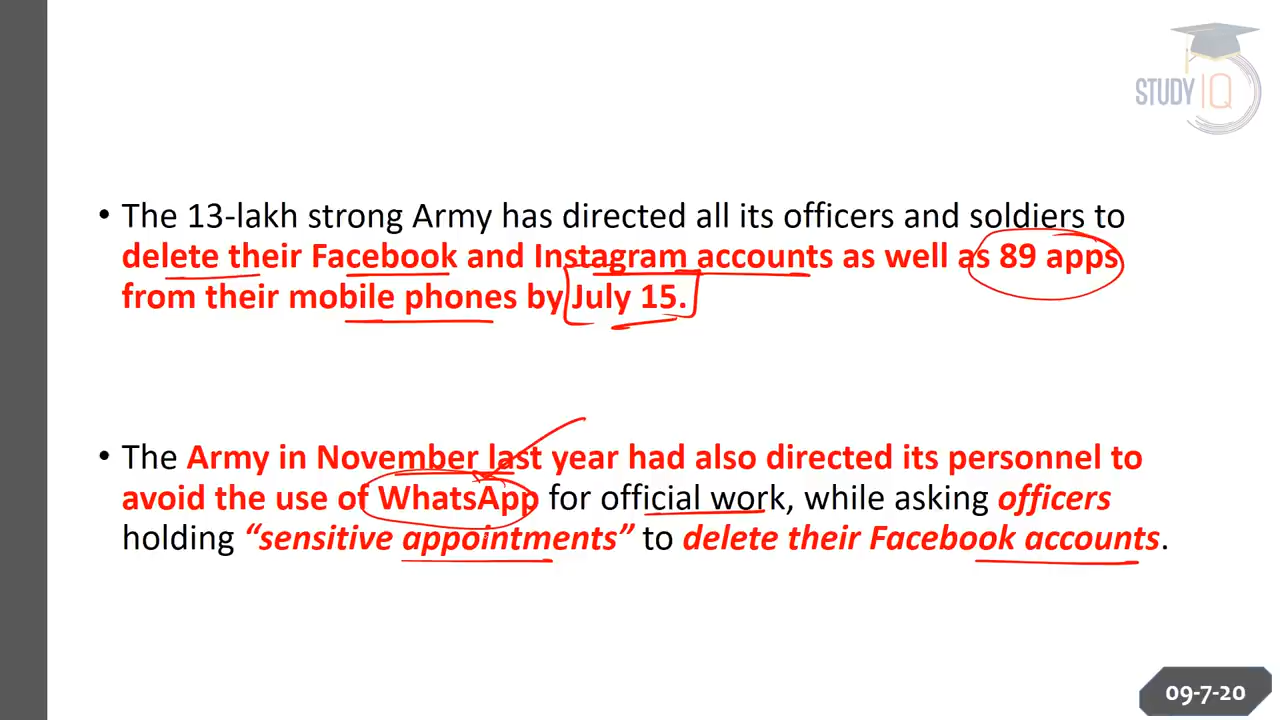 STUDY IQ
• The 13-lakh strong Army has directed all its officers and soldiers to
delete their Facebook and Instagram accounts as well as 89 apps
from their mobile phones by July 15.
• The Army in November last year had also directed its personnel to
avoid the use of WhatsApp for official work, while asking officers
holding “sensitive appointments” to delete their Facebook accounts.
09-7-20